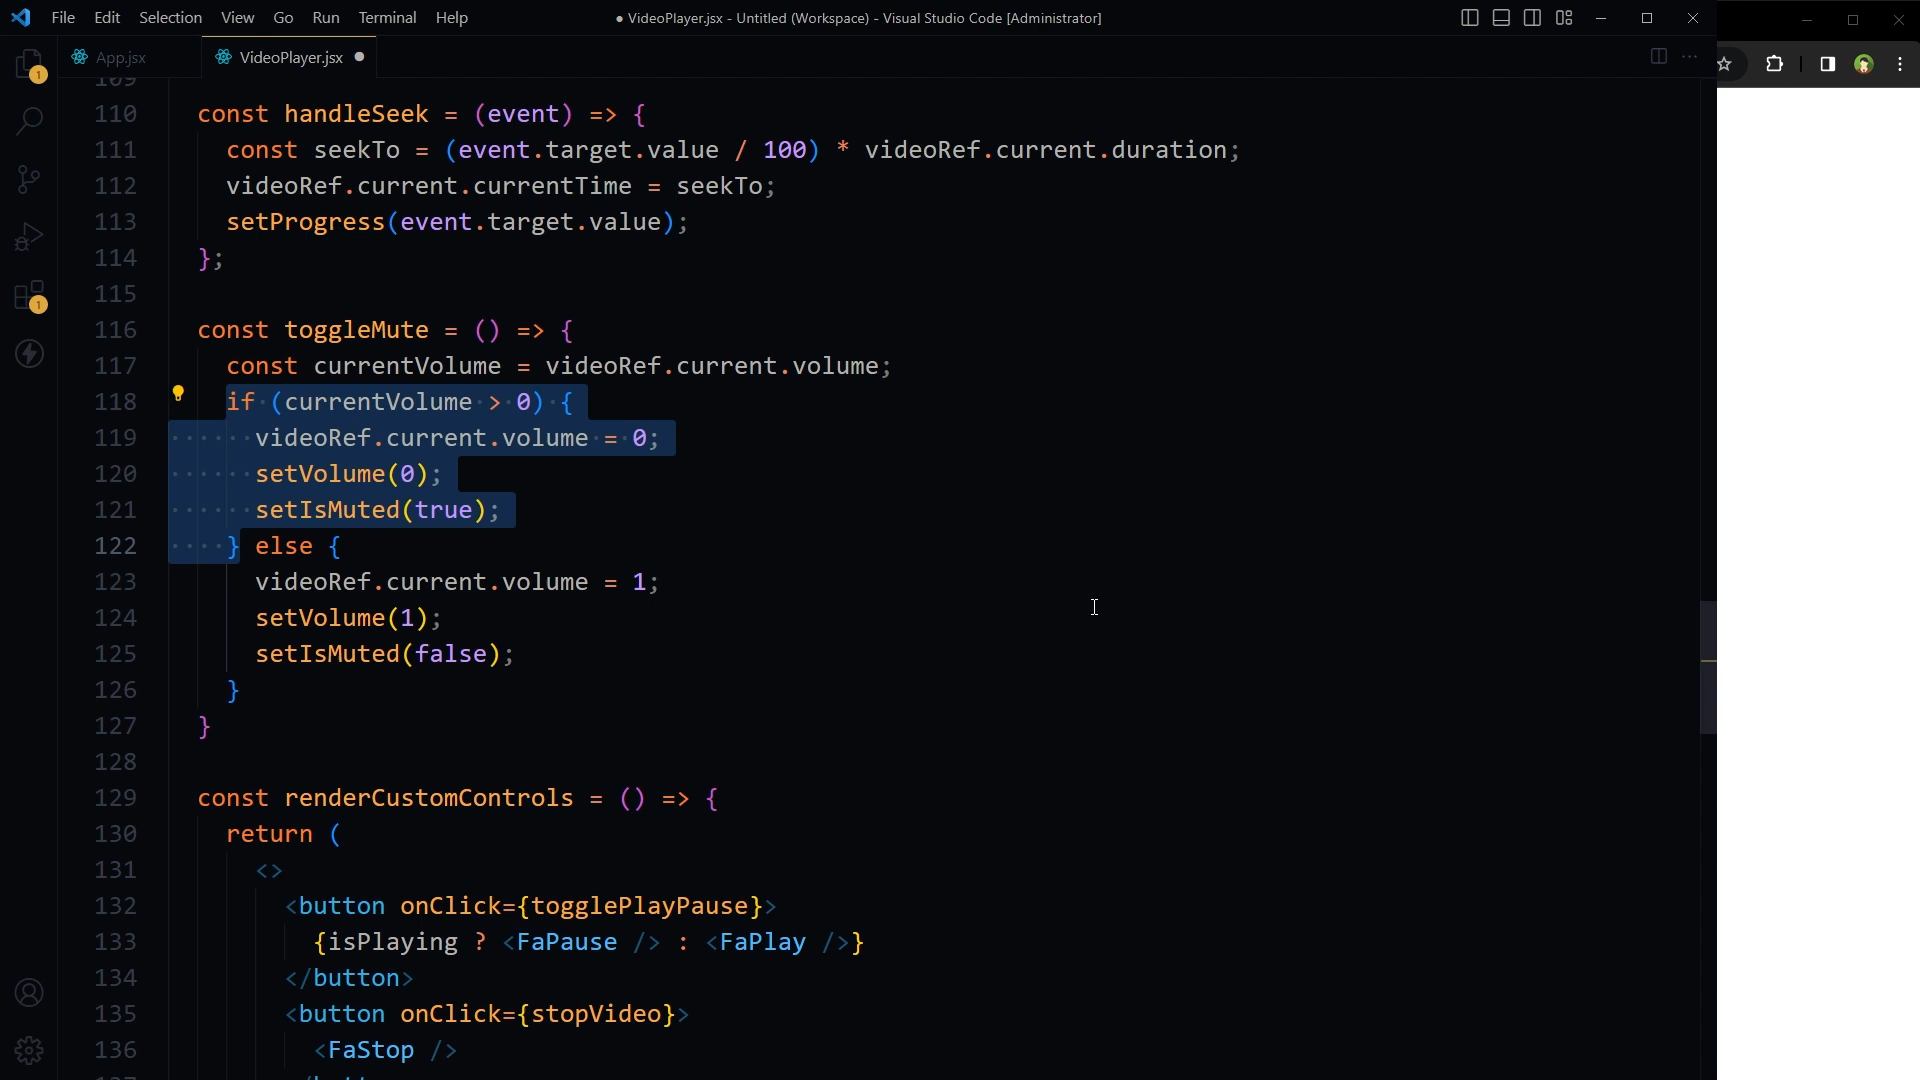 File Edit Selection View Go Run Terminal Help
● VideoPlayer.jsx - Untitled (Workspace) - Visual Studio Code [Administrator]
App.jsx VideoPlayer.jsx ●
109
110 const handleSeek = (event) => {
111 const seekTo = (event.target.value / 100) * videoRef.current.duration;
112 videoRef.current.currentTime = seekTo;
113 setProgress(event.target.value);
114 };
115
116 const toggleMute = () => {
117 const currentVolume = videoRef.current.volume;
118 if (currentVolume > 0) {
119 videoRef.current.volume = 0;
120 setVolume(0);
121 setIsMuted(true);
122 } else {
123 videoRef.current.volume = 1;
124 setVolume(1);
125 setIsMuted(false);
126 }
127 }
128
129 const renderCustomControls = () => {
130 return (
131 <>
132 <button onClick={togglePlayPause}>
133 {isPlaying ? <FaPause /> : <FaPlay />}
134 </button>
135 <button onClick={stopVideo}>
136 <FaStop />
1
1